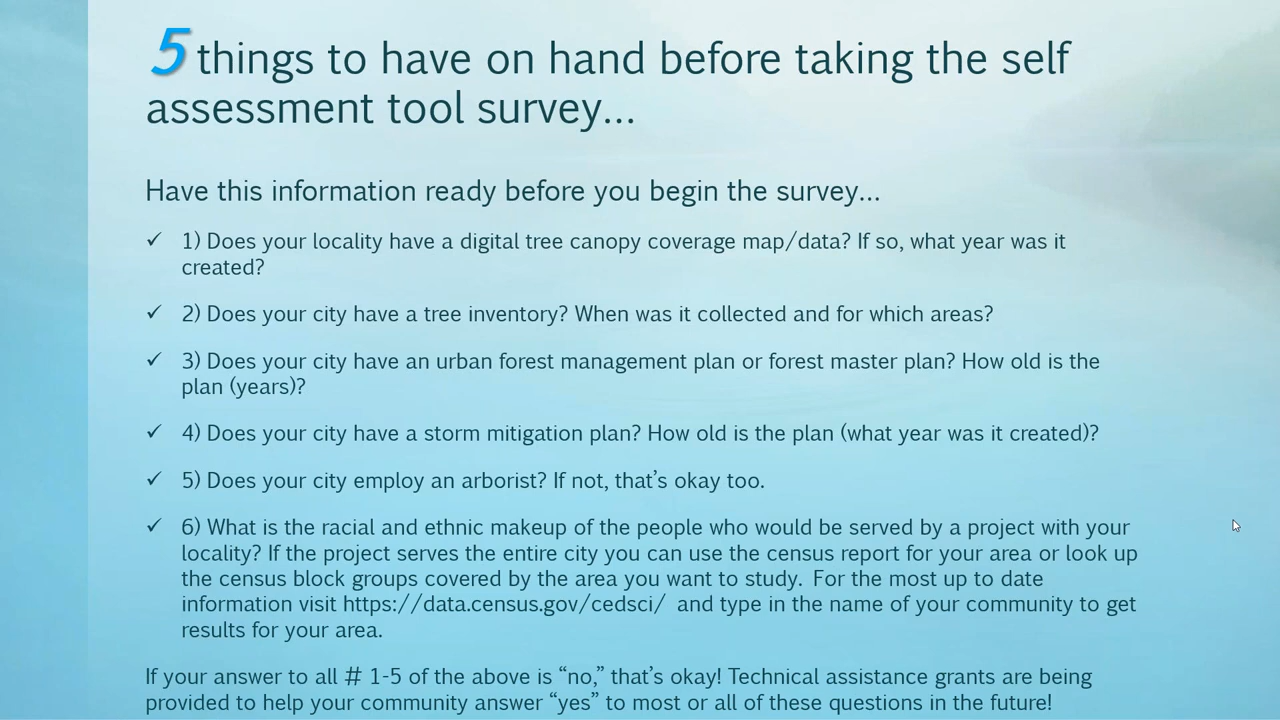 5 things to have on hand before taking the self
assessment tool survey...
Have this information ready before you begin the survey...
✓ 1) Does your locality have a digital tree canopy coverage map/data? If so, what year was it
created?
✓ 2) Does your city have a tree inventory? When was it collected and for which areas?
✓ 3) Does your city have an urban forest management plan or forest master plan? How old is the
plan (years)?
✓ 4) Does your city have a storm mitigation plan? How old is the plan (what year was it created)?
✓ 5) Does your city employ an arborist? If not, that’s okay too.
✓ 6) What is the racial and ethnic makeup of the people who would be served by a project with your
locality? If the project serves the entire city you can use the census report for your area or look up
the census block groups covered by the area you want to study. For the most up to date
information visit https://data.census.gov/cedsci/ and type in the name of your community to get
results for your area.
If your answer to all # 1-5 of the above is “no,” that’s okay! Technical assistance grants are being
provided to help your community answer “yes” to most or all of these questions in the future!